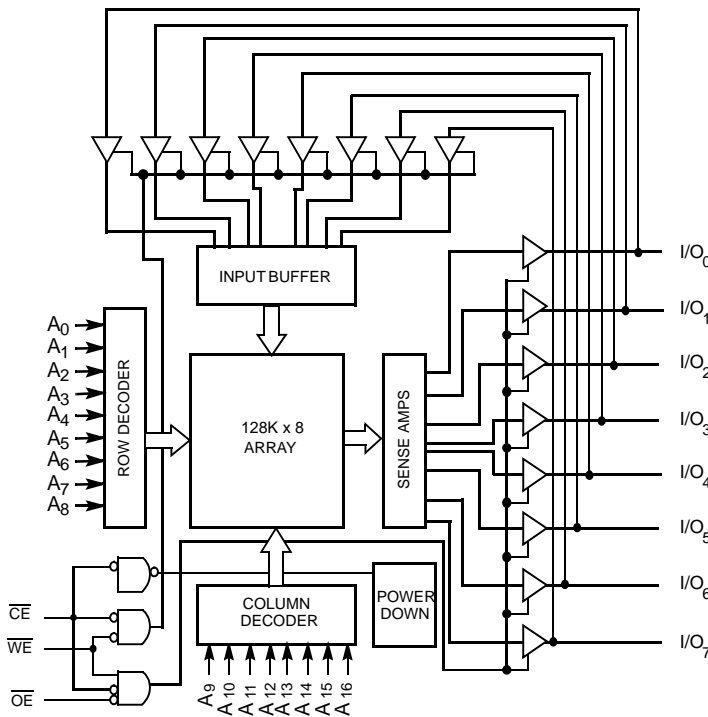 INPUT BUFFER
ROW DECODER
128K x 8
ARRAY
SENSE AMPS
COLUMN
DECODER
POWER
DOWN
A0
A1
A2
A3
A4
A5
A6
A7
A8
CE
WE
OE
A9
A10
A11
A12
A13
A14
A15
A16
I/O0
I/O1
I/O2
I/O3
I/O4
I/O5
I/O6
I/O7